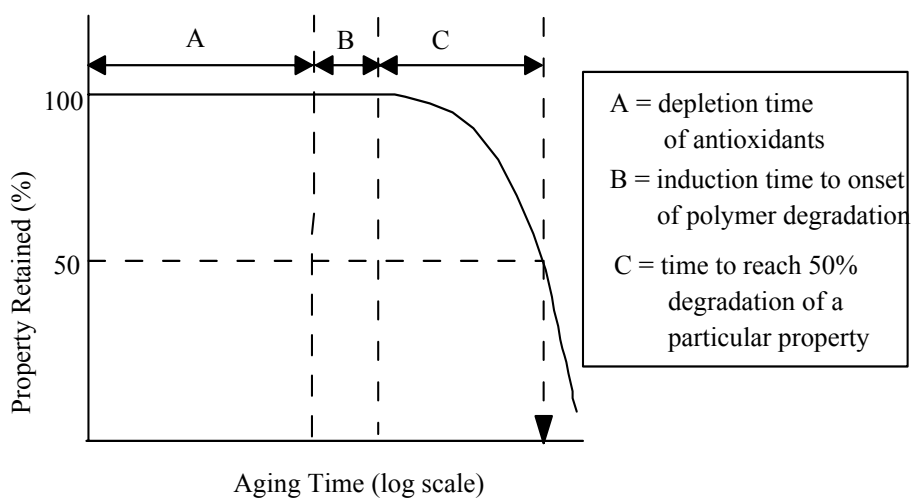 A
B
C
100
50
Property Retained (%)
Aging Time (log scale)
A = depletion time
of antioxidants
B = induction time to onset
of polymer degradation
C = time to reach 50%
degradation of a
particular property